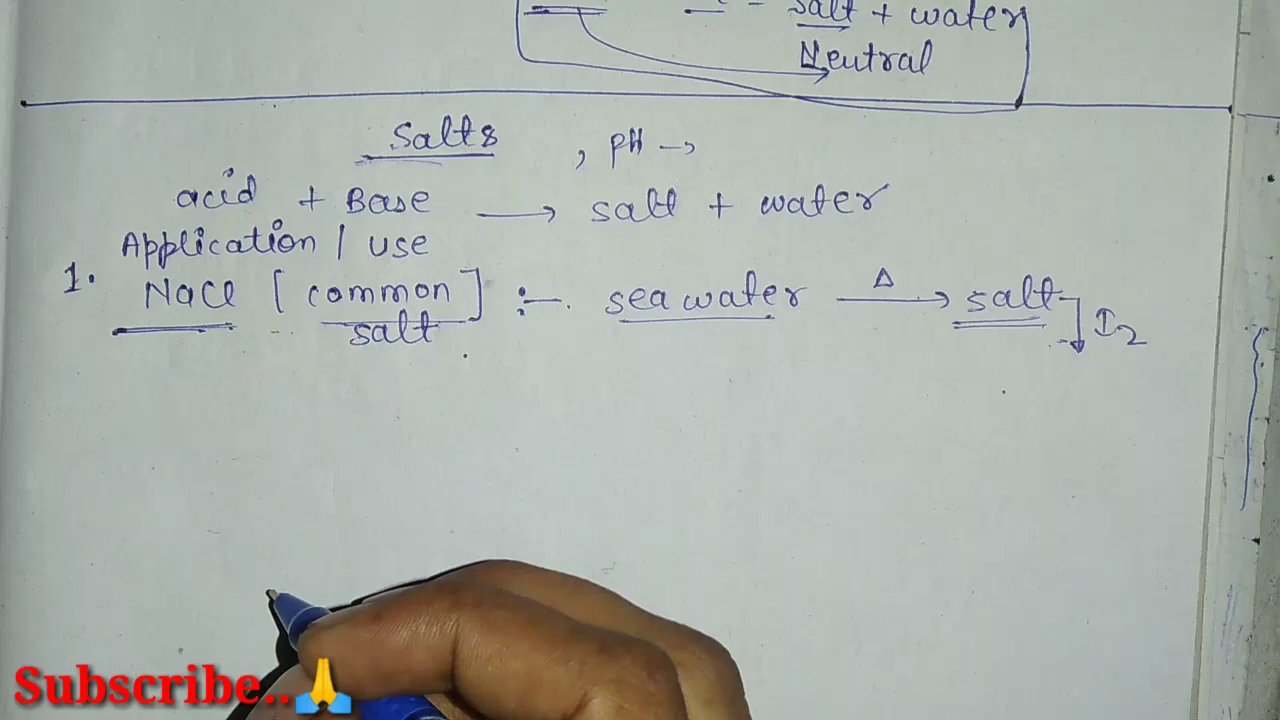 salt + water
Neutral
Salts , pH →
acid + Base → salt + water
Application / use
1. NaCl [common salt] :- sea water Δ → salt I2
Subscribe..🙏